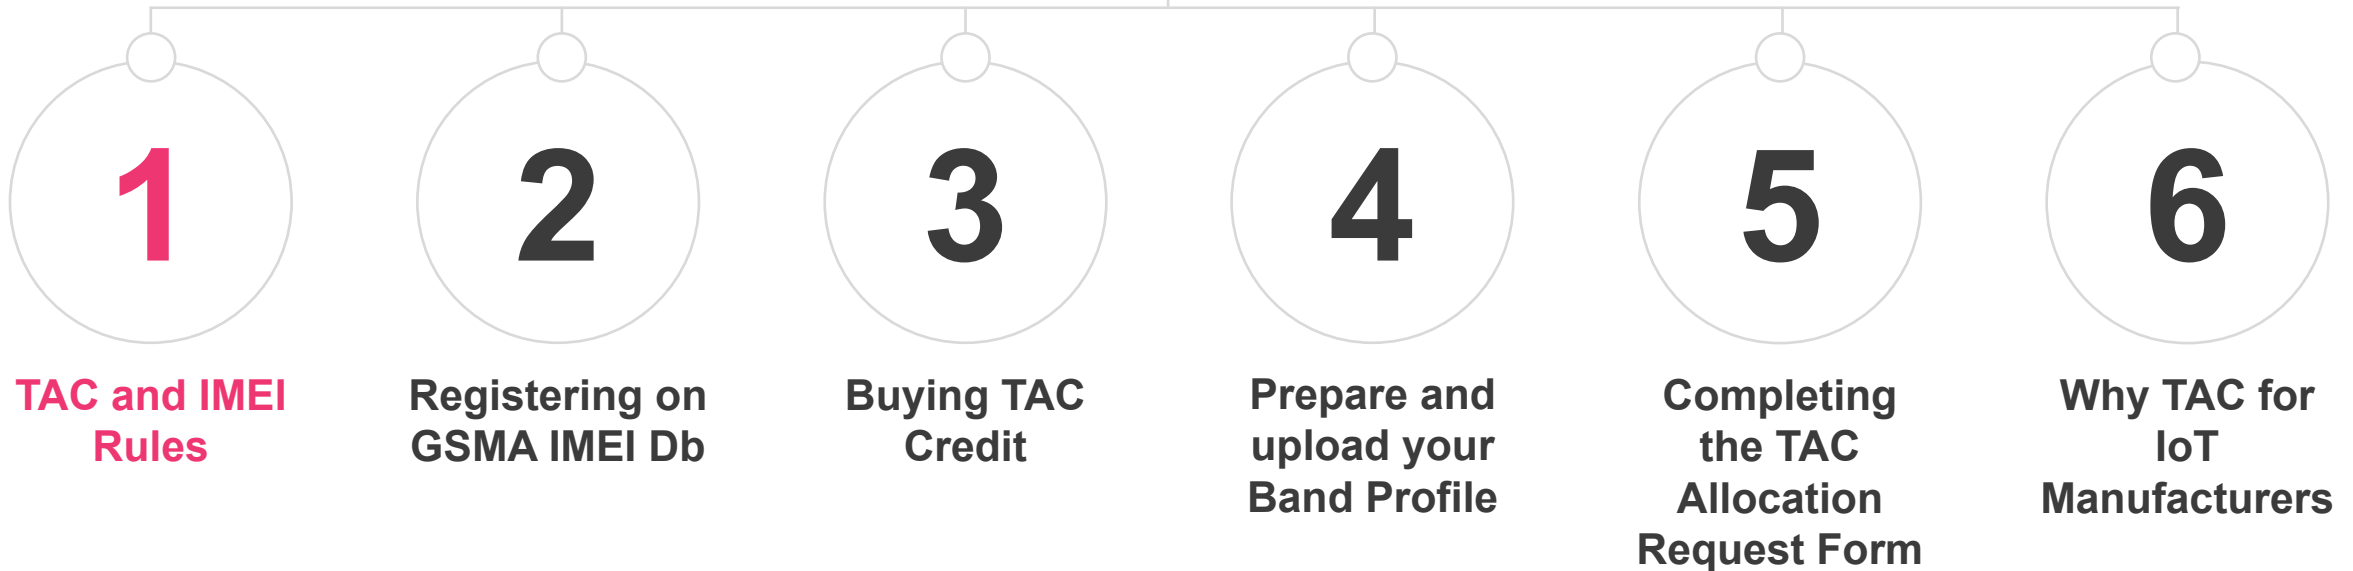 1
TAC and IMEI
Rules
2
Registering on
GSMA IMEI Db
3
Buying TAC
Credit
4
Prepare and
upload your
Band Profile
5
Completing
the TAC
Allocation
Request Form
6
Why TAC for
IoT
Manufacturers